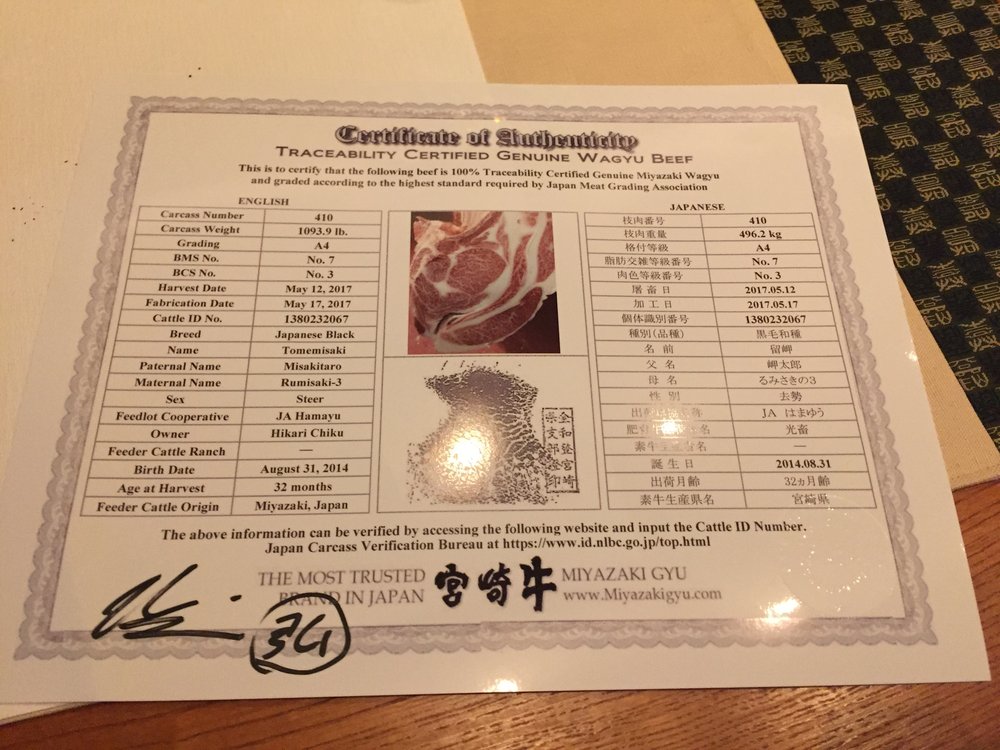 Certificate of Authenticity
TRACEABILITY CERTIFIED GENUINE WAGYU BEEF
This is to certify that the following beef is 100% Traceability Certified Genuine Miyazaki Wagyu
and graded according to the highest standard required by Japan Meat Grading Association
ENGLISH
Carcass Number 410
Carcass Weight 1093.9 lb.
Grading A4
BMS No. No. 7
BCS No. No. 3
Harvest Date May 12, 2017
Fabrication Date May 17, 2017
Cattle ID No. 1380232067
Breed Japanese Black
Name Tomemisaki
Paternal Name Misakitaro
Maternal Name Rumisaki-3
Sex Steer
Feedlot Cooperative JA Hamayu
Owner Hikari Chiku
Feeder Cattle Ranch —
Birth Date August 31, 2014
Age at Harvest 32 months
Feeder Cattle Origin Miyazaki, Japan
JAPANESE
枝肉番号 410
枝肉重量 496.2 kg
格付等級 A4
脂肪交雑等級番号 No. 7
肉色等級番号 No. 3
屠畜日 2017.05.12
加工日 2017.05.17
個体識別番号 1380232067
種別(品種) 黒毛和種
名前 留岬
父名 岬太郎
母名 るみさきの3
性別 去勢
JA はまゆう
光畜
—
誕生日 2014.08.31
出荷月齢 32ヵ月齢
素牛生産県名 宮崎県
全和登宮崎
県支部登印
The above information can be verified by accessing the following website and input the Cattle ID Number.
Japan Carcass Verification Bureau at https://www.id.nlbc.go.jp/top.html
THE MOST TRUSTED
BRAND IN JAPAN
宮崎牛
MIYAZAKI GYU
www.Miyazakigyu.com